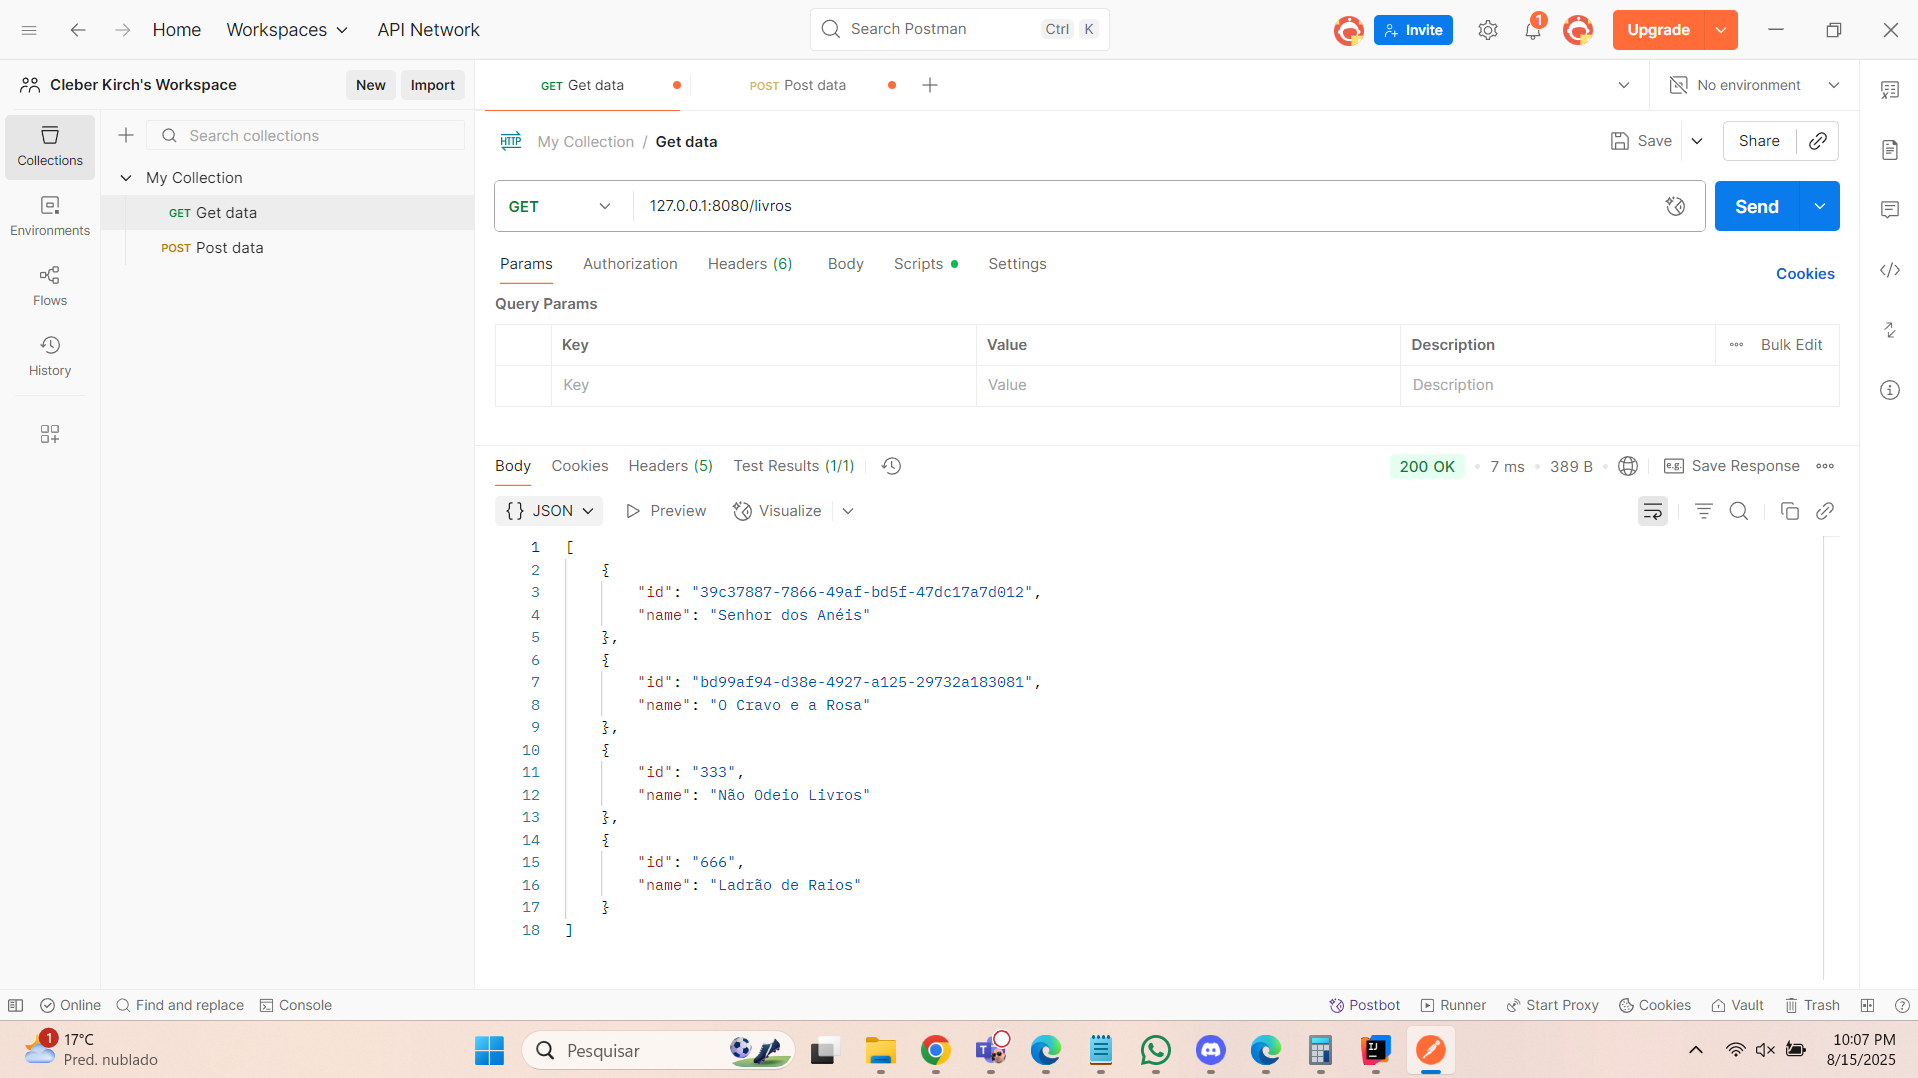 Home Workspaces API Network Search Postman Ctrl K Invite 1 Upgrade
Cleber Kirch's Workspace New Import GET Get data POST Post data No environment
Collections Search collections HTTP My Collection / Get data Save Share
My Collection
GET Get data GET 127.0.0.1:8080/livros Send
Environments POST Post data
Flows Params Authorization Headers (6) Body Scripts Settings Cookies
Query Params
Key Value Description Bulk Edit
History Key Value Description
Body Cookies Headers (5) Test Results (1/1) 200 OK 7 ms 389 B e.g. Save Response
{} JSON Preview Visualize
1 [
2 {
3 "id": "39c37887-7866-49af-bd5f-47dc17a7d012",
4 "name": "Senhor dos Anéis"
5 },
6 {
7 "id": "bd99af94-d38e-4927-a125-29732a183081",
8 "name": "O Cravo e a Rosa"
9 },
10 {
11 "id": "333",
12 "name": "Não Odeio Livros"
13 },
14 {
15 "id": "666",
16 "name": "Ladrão de Raios"
17 }
18 ]
Online Find and replace Console Postbot Runner Start Proxy Cookies Vault Trash
1 17°C Pesquisar 10:07 PM
Pred. nublado 8/15/2025